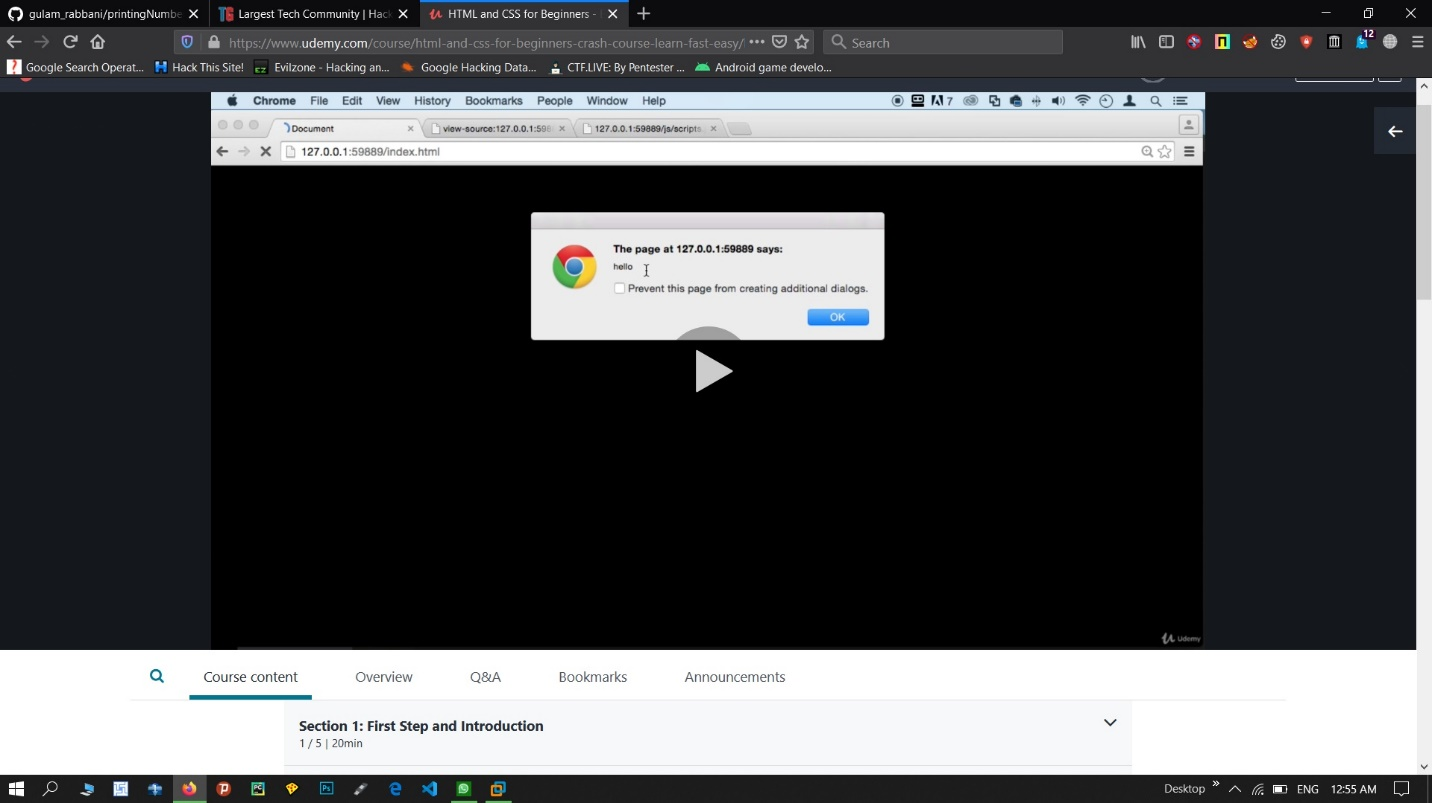 gulam_rabbani/printingNumbe
Largest Tech Community | Hack
HTML and CSS for Beginners -
https://www.udemy.com/course/html-and-css-for-beginners-crash-course-learn-fast-easy/
Search
12
Google Search Operat...
Hack This Site!
Evilzone - Hacking an...
Google Hacking Data...
CTF.LIVE: By Pentester ...
Android game develo...
Chrome File Edit View History Bookmarks People Window Help
7
Document
view-source:127.0.0.1:598
127.0.0.1:59889/js/scripts.
127.0.0.1:59889/index.html
The page at 127.0.0.1:59889 says:
hello
Prevent this page from creating additional dialogs.
OK
Udemy
Course content
Overview
Q&A
Bookmarks
Announcements
Section 1: First Step and Introduction
1 / 5 | 20min
Desktop
ENG
12:55 AM